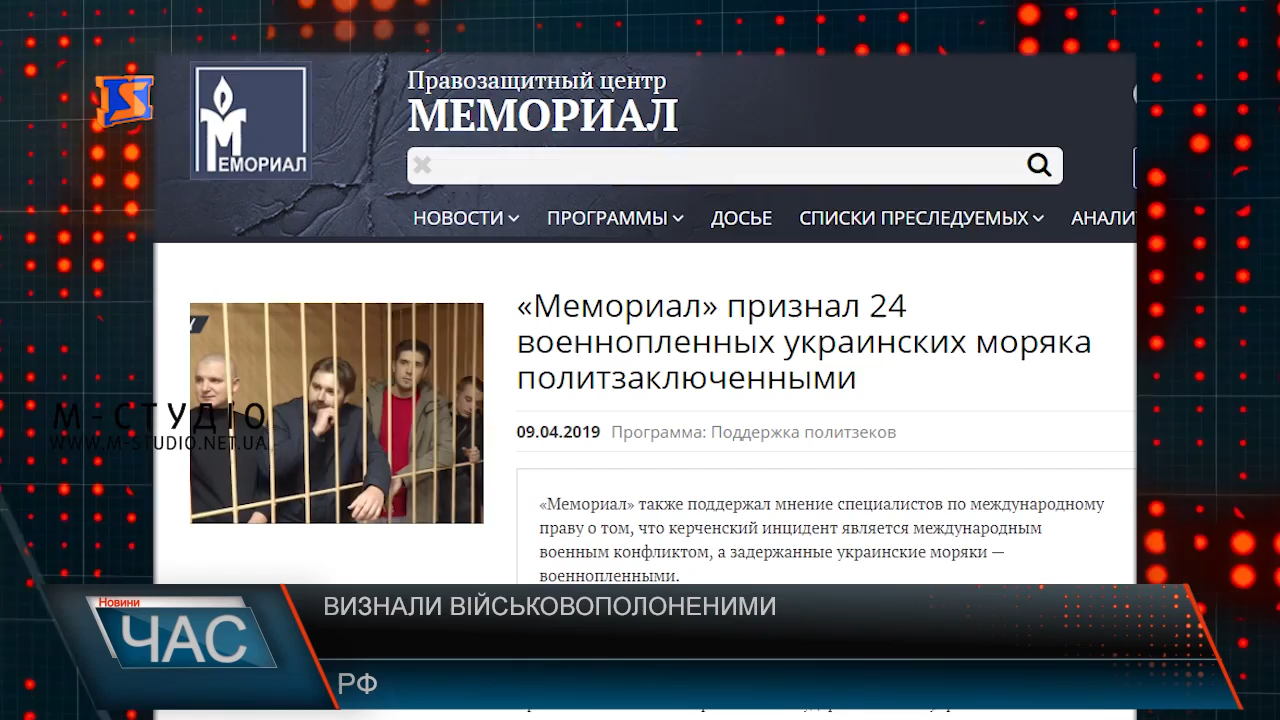 Правозащитный центр
МЕМОРИАЛ
МЕМОРИАЛ
НОВОСТИ ПРОГРАММЫ ДОСЬЕ СПИСКИ ПРЕСЛЕДУЕМЫХ АНАЛИ
«Мемориал» признал 24
военнопленных украинских моряка
политзаключенными
09.04.2019 Программа: Поддержка политзеков
«Мемориал» также поддержал мнение специалистов по международному
праву о том, что керченский инцидент является международным
военным конфликтом, а задержанные украинские моряки —
военнопленными.
М-СТУДІО
WWW.M-STUDIO.NET.UA
Новини
ЧАС
ВИЗНАЛИ ВІЙСЬКОВОПОЛОНЕНИМИ
РФ